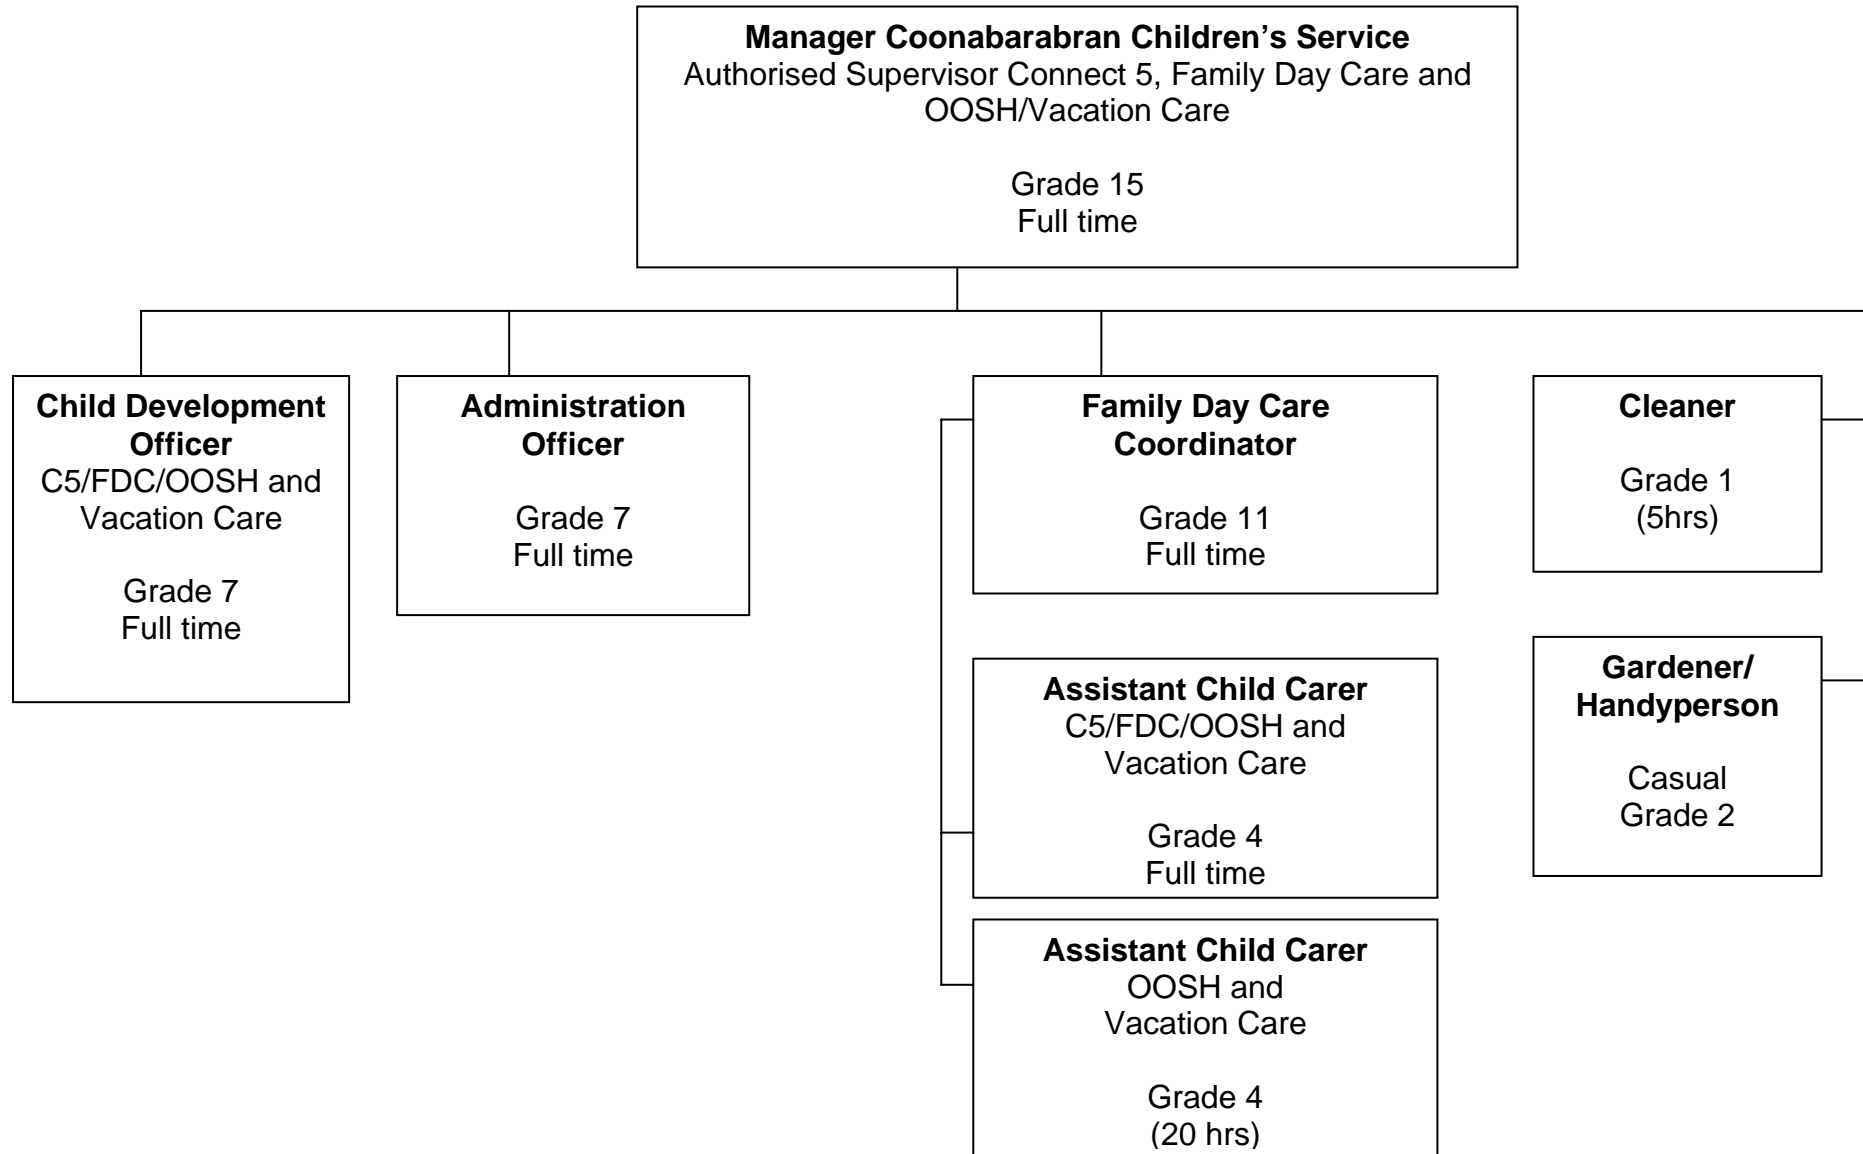 Manager Coonabarabran Children’s Service
Authorised Supervisor Connect 5, Family Day Care and
OOSH/Vacation Care
Grade 15
Full time
Child Development
Officer
C5/FDC/OOSH and
Vacation Care
Grade 7
Full time
Administration
Officer
Grade 7
Full time
Family Day Care
Coordinator
Grade 11
Full time
Assistant Child Carer
C5/FDC/OOSH and
Vacation Care
Grade 4
Full time
Assistant Child Carer
OOSH and
Vacation Care
Grade 4
(20 hrs)
Cleaner
Grade 1
(5hrs)
Gardener/
Handyperson
Casual
Grade 2